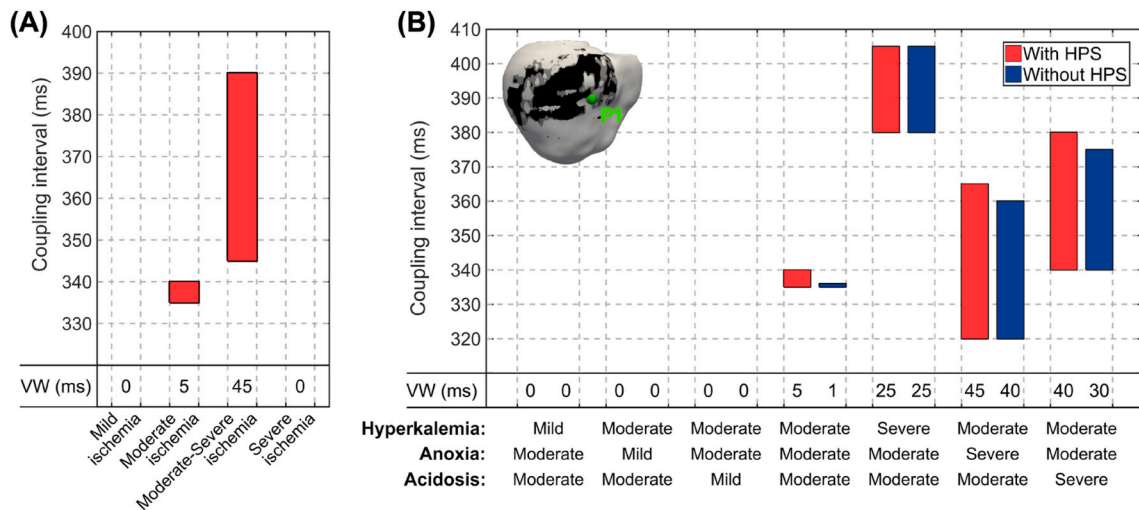 (A)
Coupling interval (ms)
400
390
380
370
360
350
340
330
VW (ms) 0 5 45 0
Mild
ischemia
Moderate
ischemia
Moderate-Severe
ischemia
Severe
ischemia
(B)
Coupling interval (ms)
410
400
390
380
370
360
350
340
330
320
With HPS
Without HPS
VW (ms) 0 0 0 0 0 0 5 1 25 25 45 40 40 30
Hyperkalemia: Mild Moderate Moderate Moderate Severe Moderate Moderate
Anoxia: Moderate Mild Moderate Moderate Moderate Severe Moderate
Acidosis: Moderate Moderate Mild Moderate Moderate Moderate Severe